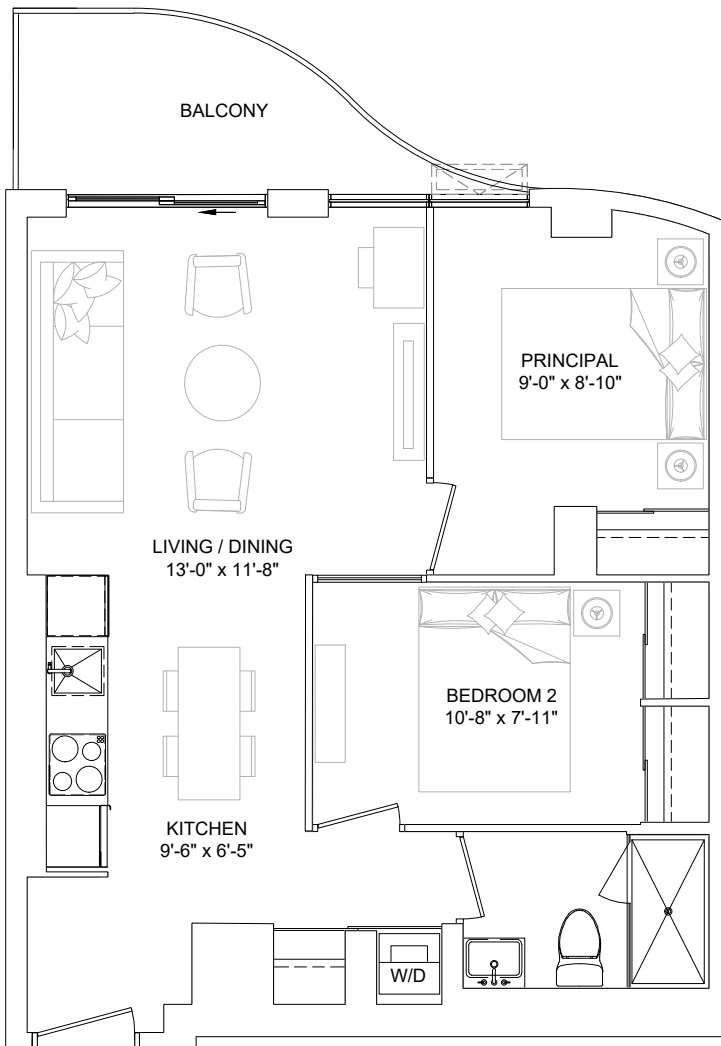 BALCONY
PRINCIPAL
9'-0" x 8'-10"
LIVING / DINING
13'-0" x 11'-8"
BEDROOM 2
10'-8" x 7'-11"
KITCHEN
9'-6" x 6'-5"
W/D